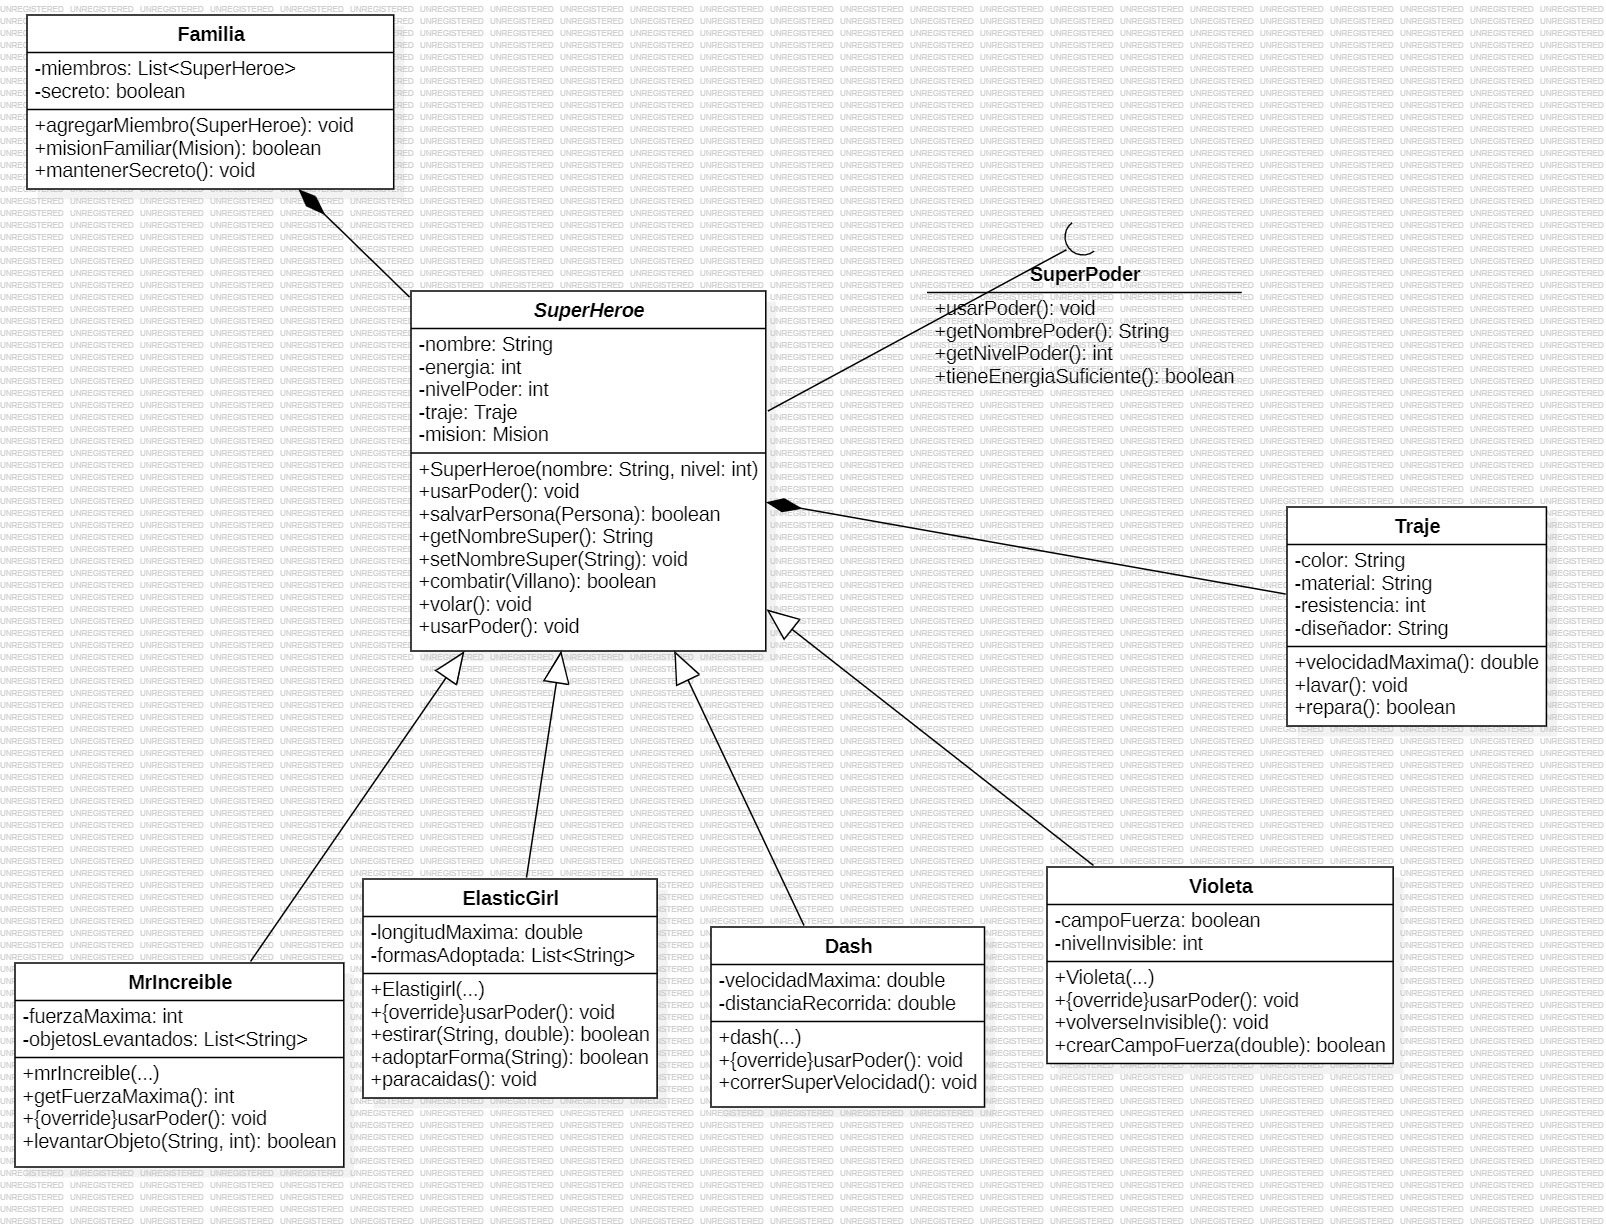 Familia
-miembros: List<SuperHeroe>
-secreto: boolean
+agregarMiembro(SuperHeroe): void
+misionFamiliar(Mision): boolean
+mantenerSecreto(): void
SuperPoder
+usarPoder(): void
+getNombrePoder(): String
+getNivelPoder(): int
+tieneEnergiaSuficiente(): boolean
SuperHeroe
-nombre: String
-energia: int
-nivelPoder: int
-traje: Traje
-mision: Mision
+SuperHeroe(nombre: String, nivel: int)
+usarPoder(): void
+salvarPersona(Persona): boolean
+getNombreSuper(): String
+setNombreSuper(String): void
+combatir(Villano): boolean
+volar(): void
+usarPoder(): void
Traje
-color: String
-material: String
-resistencia: int
-diseñador: String
+velocidadMaxima(): double
+lavar(): void
+repara(): boolean
MrIncreible
-fuerzaMaxima: int
-objetosLevantados: List<String>
+mrIncreible(...)
+getFuerzaMaxima(): int
+{override}usarPoder(): void
+levantarObjeto(String, int): boolean
ElasticGirl
-longitudMaxima: double
-formasAdoptada: List<String>
+Elastigirl(...)
+{override}usarPoder(): void
+estirar(String, double): boolean
+adoptarForma(String): boolean
+paracaidas(): void
Dash
-velocidadMaxima: double
-distanciaRecorrida: double
+dash(...)
+{override}usarPoder(): void
+correrSuperVelocidad(): void
Violeta
-campoFuerza: boolean
-nivelInvisible: int
+Violeta(...)
+{override}usarPoder(): void
+volverseInvisible(): void
+crearCampoFuerza(double): boolean
UNREGISTERED